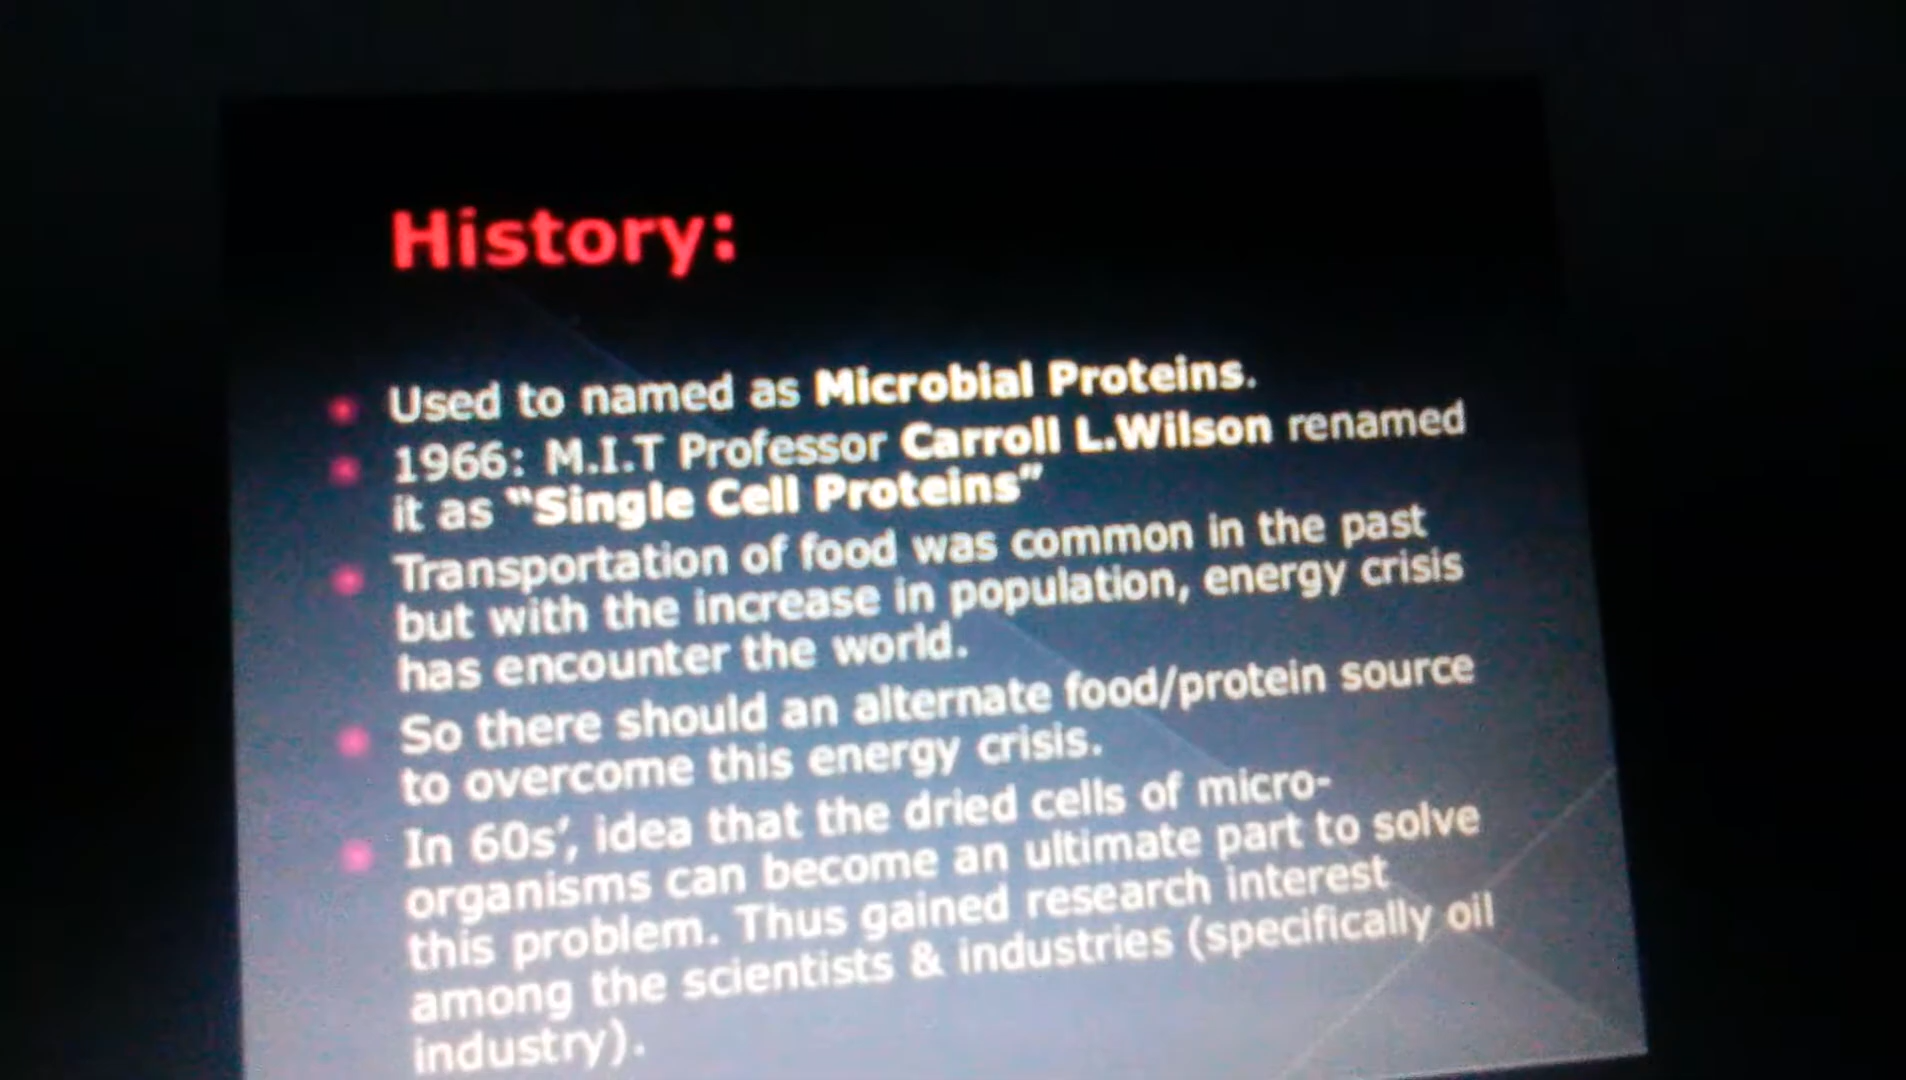 History:
Used to named as Microbial Proteins.
1966: M.I.T Professor Carroll L.Wilson renamed
it as “Single Cell Proteins”
Transportation of food was common in the past
but with the increase in population, energy crisis
has encounter the world.
So there should an alternate food/protein source
to overcome this energy crisis.
In 60s’, idea that the dried cells of micro-
organisms can become an ultimate part to solve
this problem. Thus gained research interest
among the scientists & industries (specifically oil
industry).